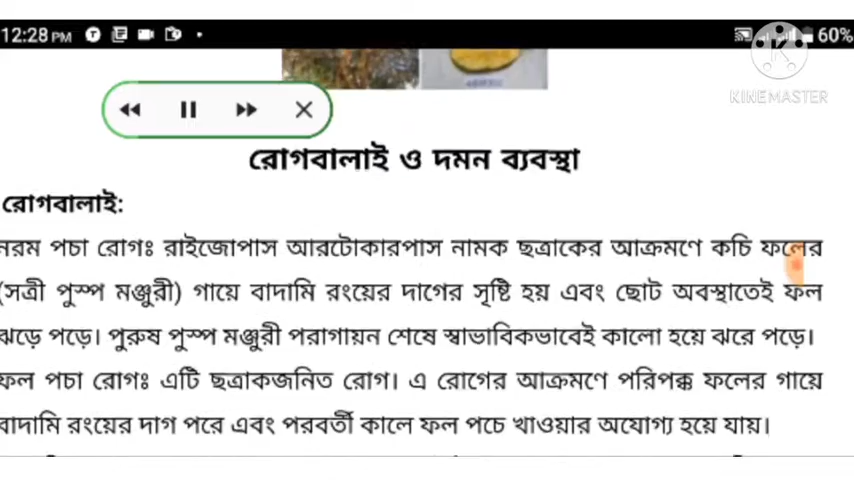 12:28 PM
60%
KINEMASTER
রোগবালাই ও দমন ব্যবস্থা
রোগবালাই:
নরম পচা রোগঃ রাইজোপাস আরটোকারপাস নামক ছত্রাকের আক্রমণে কচি ফলের
(সত্রী পুস্প মঞ্জুরী) গায়ে বাদামি রংয়ের দাগের সৃষ্টি হয় এবং ছোট অবস্থাতেই ফল
ঝড়ে পড়ে। পুরুষ পুস্প মঞ্জুরী পরাগায়ন শেষে স্বাভাবিকভাবেই কালো হয়ে ঝরে পড়ে।
ফল পচা রোগঃ এটি ছত্রাকজনিত রোগ। এ রোগের আক্রমণে পরিপক্ক ফলের গায়ে
বাদামি রংয়ের দাগ পরে এবং পরবর্তী কালে ফল পচে খাওয়ার অযোগ্য হয়ে যায়।